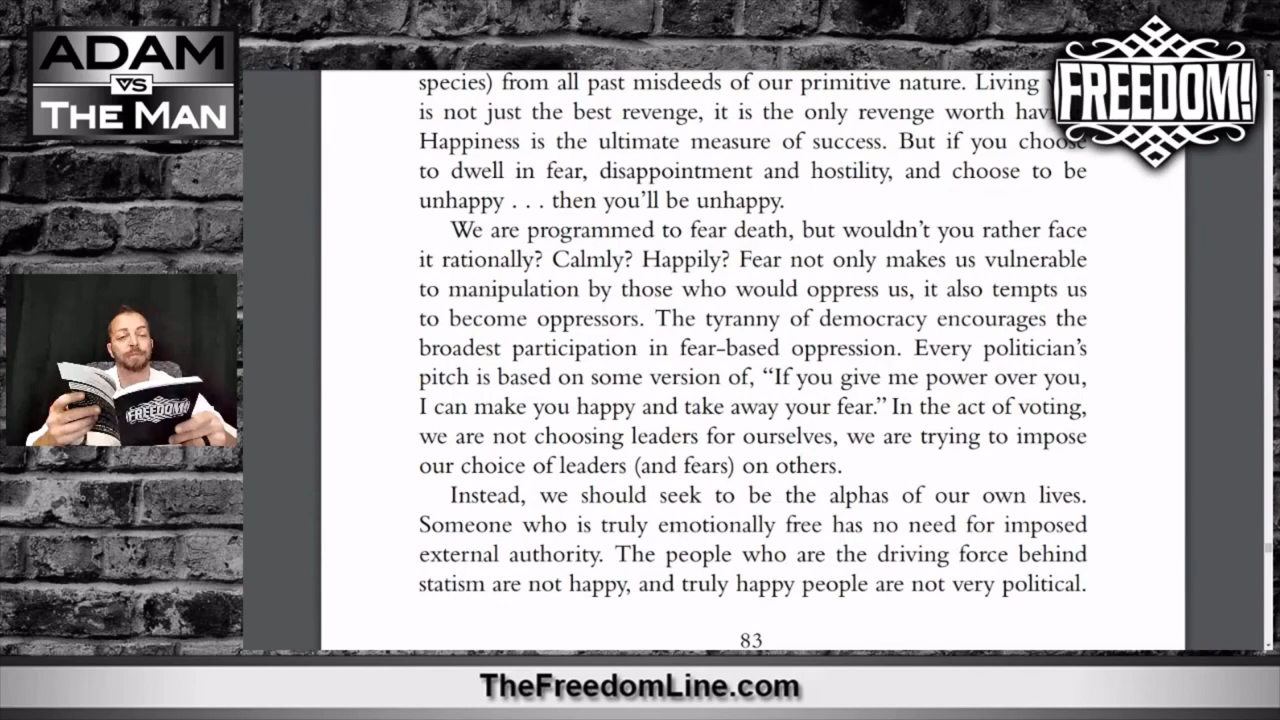 ADAM
VS
THE MAN
FREEDOM!
species) from all past misdeeds of our primitive nature. Living
is not just the best revenge, it is the only revenge worth
Happiness is the ultimate measure of success. But if you choose
to dwell in fear, disappointment and hostility, and choose to be
unhappy . . . then you’ll be unhappy.
We are programmed to fear death, but wouldn’t you rather face
it rationally? Calmly? Happily? Fear not only makes us vulnerable
to manipulation by those who would oppress us, it also tempts us
to become oppressors. The tyranny of democracy encourages the
broadest participation in fear-based oppression. Every politician’s
pitch is based on some version of, “If you give me power over you,
I can make you happy and take away your fear.” In the act of voting,
we are not choosing leaders for ourselves, we are trying to impose
our choice of leaders (and fears) on others.
Instead, we should seek to be the alphas of our own lives.
Someone who is truly emotionally free has no need for imposed
external authority. The people who are the driving force behind
statism are not happy, and truly happy people are not very political.
83
FREEDOM!
TheFreedomLine.com